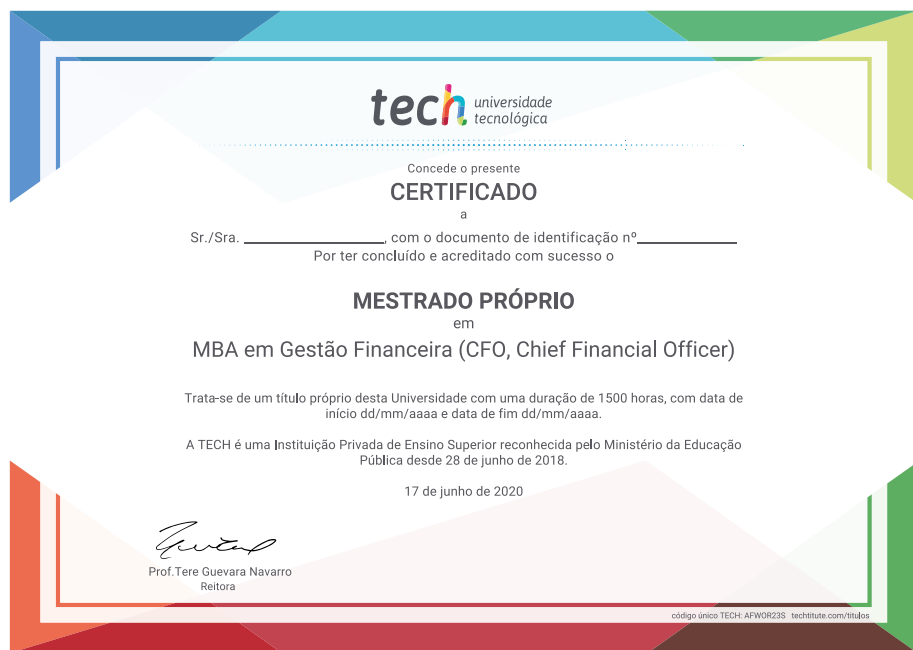 tech universidade
tecnológica
Concede o presente
CERTIFICADO
a
Sr./Sra. ____________________, com o documento de identificação nº______________
Por ter concluído e acreditado com sucesso o
MESTRADO PRÓPRIO
em
MBA em Gestão Financeira (CFO, Chief Financial Officer)
Trata-se de um título próprio desta Universidade com uma duração de 1500 horas, com data de
início dd/mm/aaaa e data de fim dd/mm/aaaa.
A TECH é uma Instituição Privada de Ensino Superior reconhecida pelo Ministério da Educação
Pública desde 28 de junho de 2018.
17 de junho de 2020
Prof.Tere Guevara Navarro
Reitora
código único TECH: AFWOR23S techtitute.com/titulos